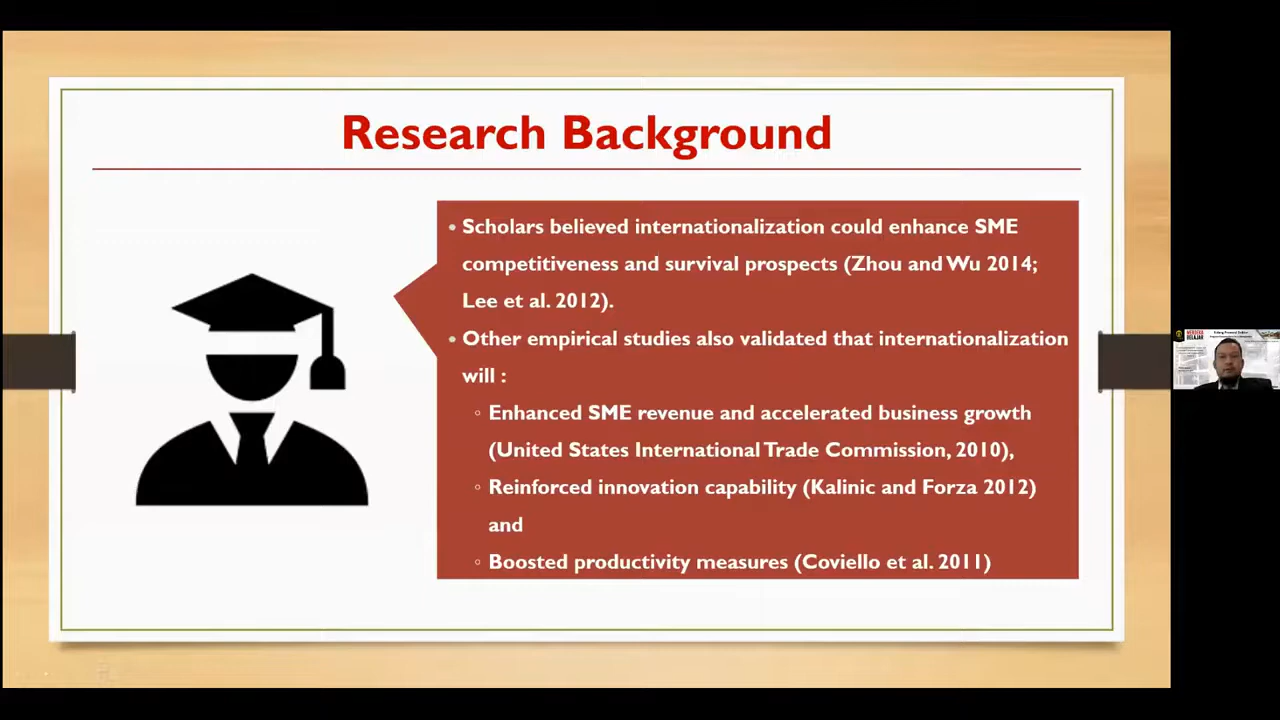 Research Background
• Scholars believed internationalization could enhance SME
competitiveness and survival prospects (Zhou and Wu 2014;
Lee et al. 2012).
• Other empirical studies also validated that internationalization
will :
◦ Enhanced SME revenue and accelerated business growth
(United States International Trade Commission, 2010),
◦ Reinforced innovation capability (Kalinic and Forza 2012)
and
◦ Boosted productivity measures (Coviello et al. 2011)
MERDEKA
BELAJAR